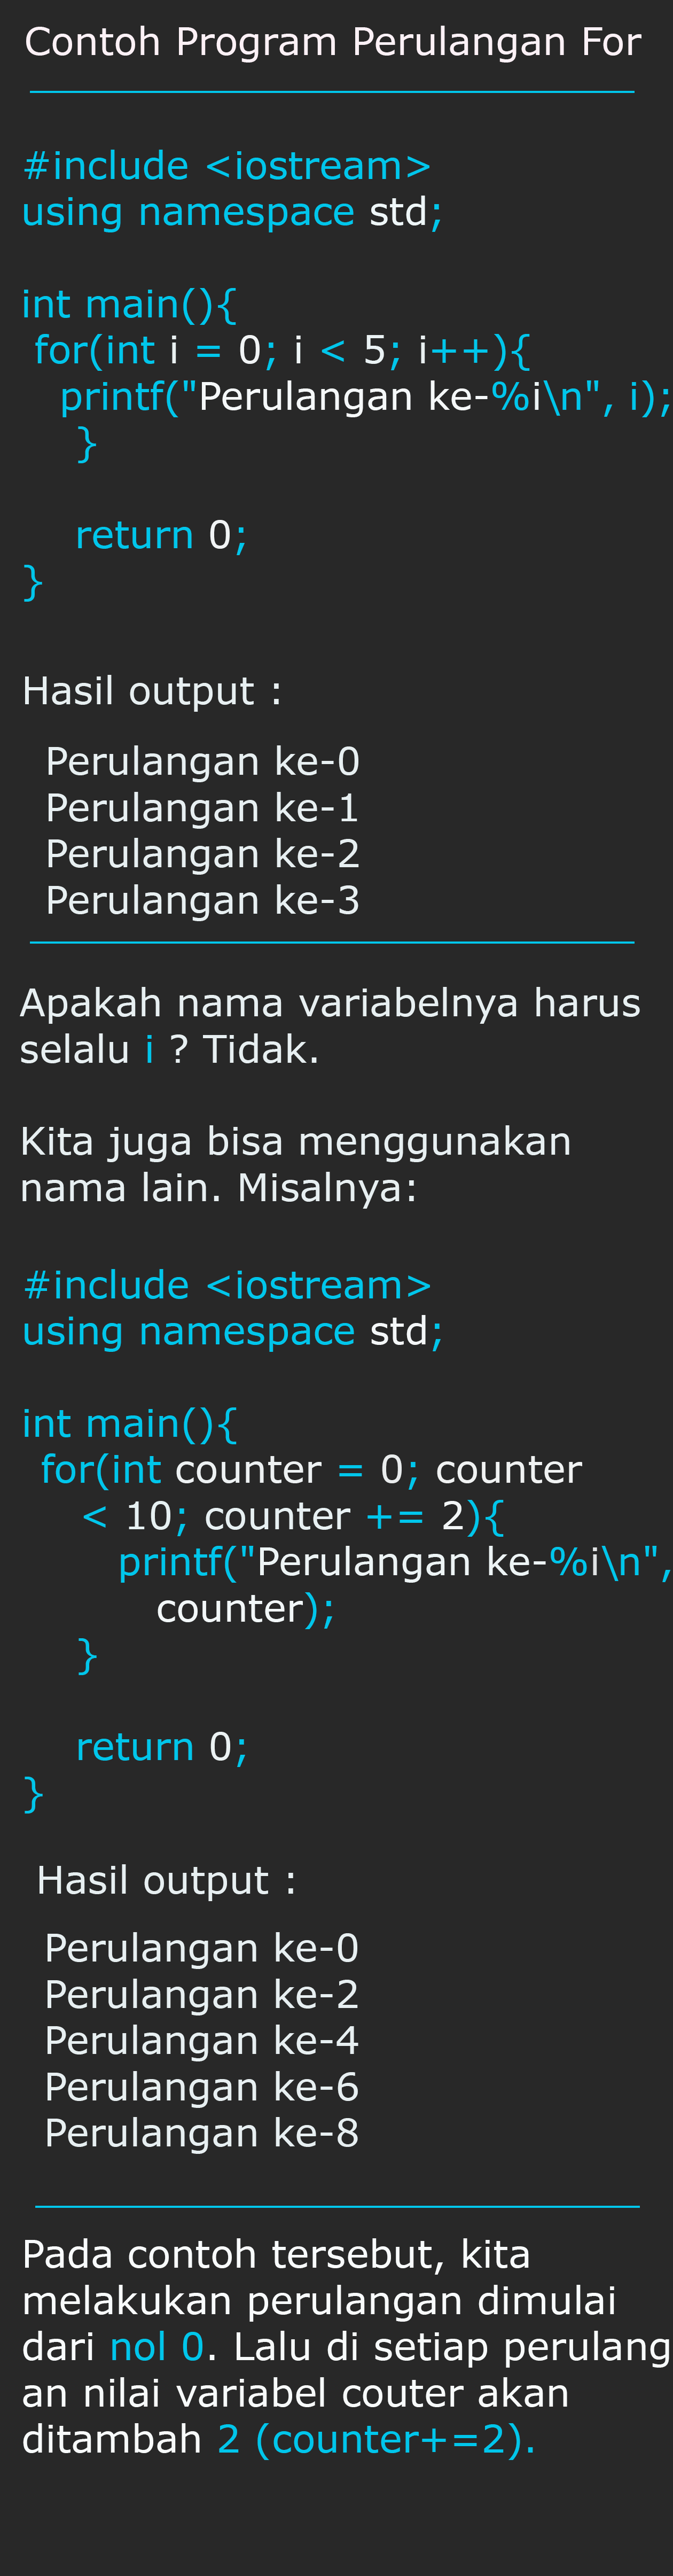 Contoh Program Perulangan For
#include <iostream>
using namespace std;
int main(){
for(int i = 0; i < 5; i++){
printf("Perulangan ke-%i\n", i);
}
return 0;
}
Hasil output :
Perulangan ke-0
Perulangan ke-1
Perulangan ke-2
Perulangan ke-3
Apakah nama variabelnya harus
selalu i ? Tidak.
Kita juga bisa menggunakan
nama lain. Misalnya:
#include <iostream>
using namespace std;
int main(){
for(int counter = 0; counter
< 10; counter += 2){
printf("Perulangan ke-%i\n",
counter);
}
return 0;
}
Hasil output :
Perulangan ke-0
Perulangan ke-2
Perulangan ke-4
Perulangan ke-6
Perulangan ke-8
Pada contoh tersebut, kita
melakukan perulangan dimulai
dari nol 0. Lalu di setiap perulang
an nilai variabel couter akan
ditambah 2 (counter+=2).